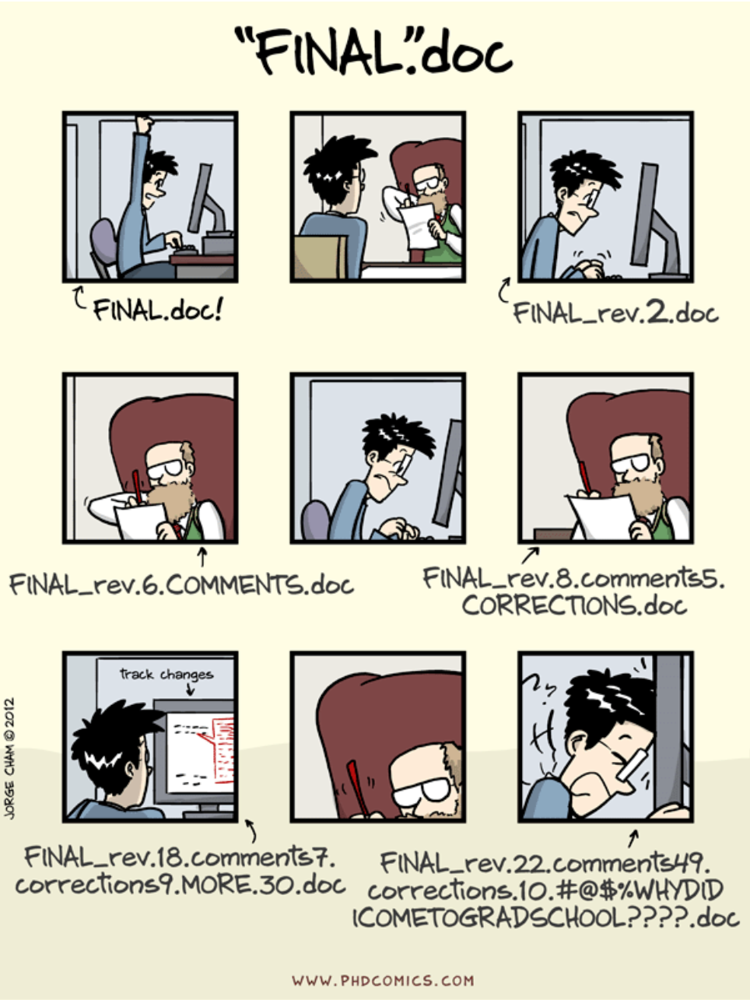 "FINAL".doc
FINAL.doc!
FINAL_rev.2.doc
FINAL_rev.6.COMMENTS.doc
FINAL_rev.8.comments5.
CORRECTIONS.doc
track changes
FINAL_rev.18.comments7.
corrections9.MORE.30.doc
FINAL_rev.22.comments49.
corrections.10.#@$%WHYDID
ICOMETOGRADSCHOOL????.doc
JORGE CHAM © 2012
WWW.PHDCOMICS.COM